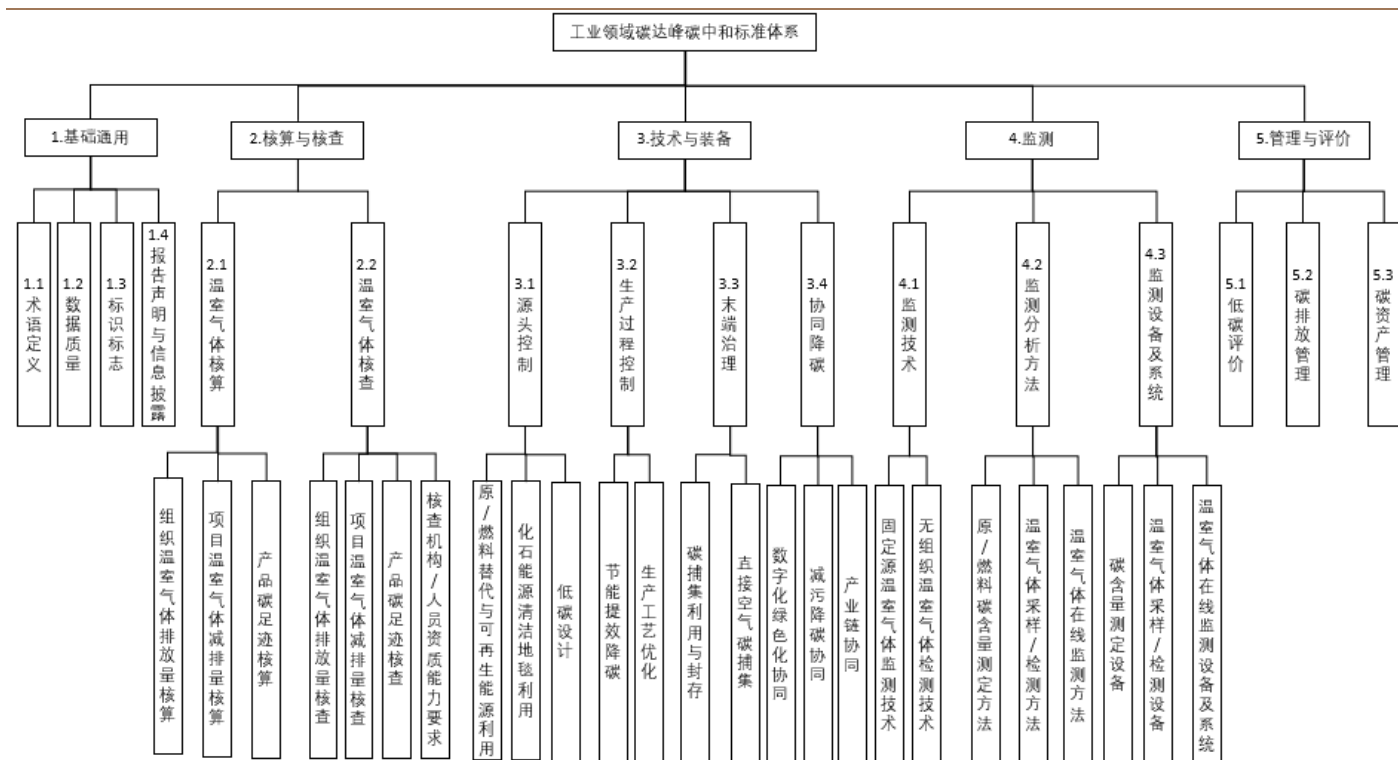 工业领域碳达峰碳中和标准体系
1.基础通用
2.核算与核查
3.技术与装备
4.监测
5.管理与评价
1.1术语定义
1.2数据质量
1.3标识标志
1.4报告声明与信息披露
2.1温室气体核算
2.2温室气体核查
3.1源头控制
3.2生产过程控制
3.3末端治理
3.4协同降碳
4.1监测技术
4.2监测分析方法
4.3监测设备及系统
5.1低碳评价
5.2碳排放管理
5.3碳资产管理
组织温室气体排放量核算
项目温室气体减排量核算
产品碳足迹核算
组织温室气体排放量核查
项目温室气体减排量核查
产品碳足迹核查
核查机构/人员资质能力要求
原/燃料替代与可再生能源利用
化石能源清洁地毯利用
低碳设计
节能提效降碳
生产工艺优化
碳捕集利用与封存
直接空气碳捕集
数字化绿色化协同
减污降碳协同
产业链协同
固定源温室气体监测技术
无组织温室气体检测技术
原/燃料碳含量测定方法
温室气体采样/检测方法
温室气体在线监测方法
碳含量测定设备
温室气体采样/检测设备
温室气体在线监测设备及系统